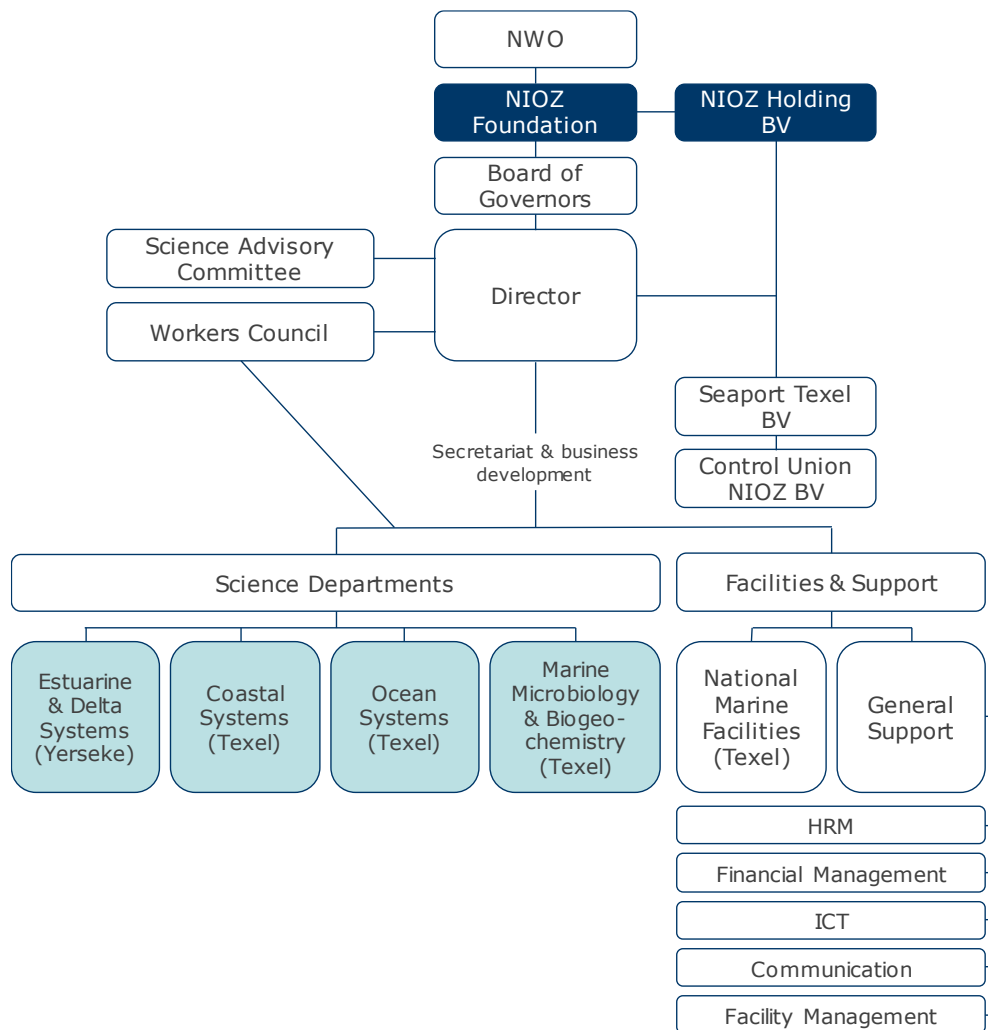 NWO
NIOZ
Foundation
NIOZ Holding
BV
Board of
Governors
Science Advisory
Committee
Director
Workers Council
Seaport Texel
BV
Secretariat & business
development
Control Union
NIOZ BV
Science Departments
Facilities & Support
Estuarine
& Delta
Systems
(Yerseke)
Coastal
Systems
(Texel)
Ocean
Systems
(Texel)
Marine
Microbiology
& Biogeo-
chemistry
(Texel)
National
Marine
Facilities
(Texel)
General
Support
HRM
Financial Management
ICT
Communication
Facility Management